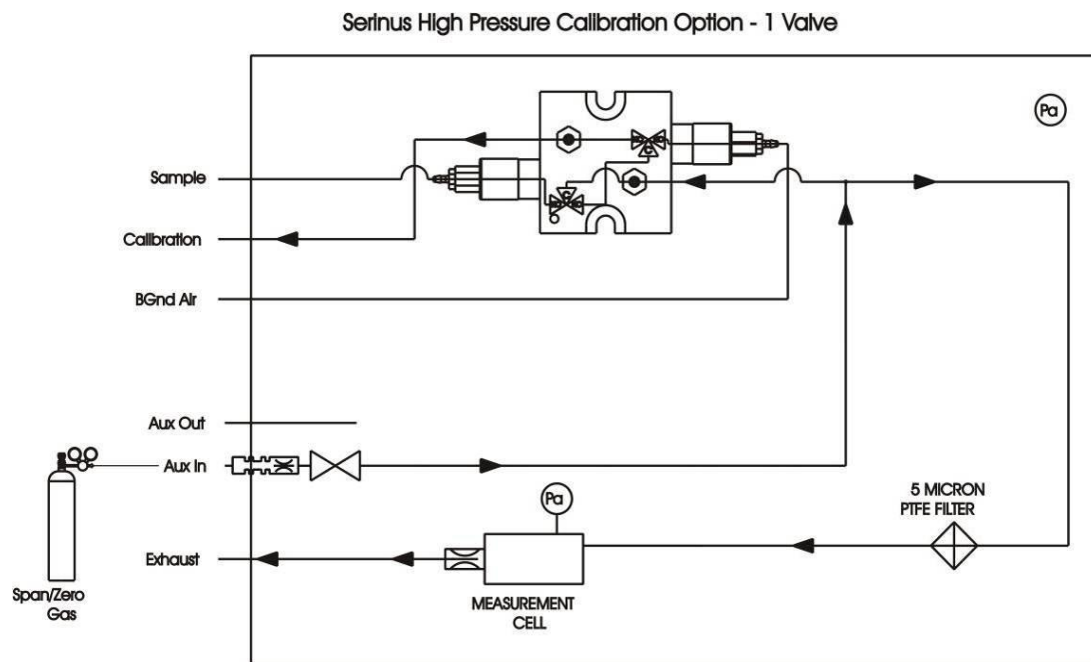 Serinus High Pressure Calibration Option - 1 Valve
Pa
Sample
Calibration
BGnd Air
Aux Out
Aux In
Pa
5 MICRON
PTFE FILTER
Exhaust
Span/Zero
Gas
MEASUREMENT
CELL
C
C